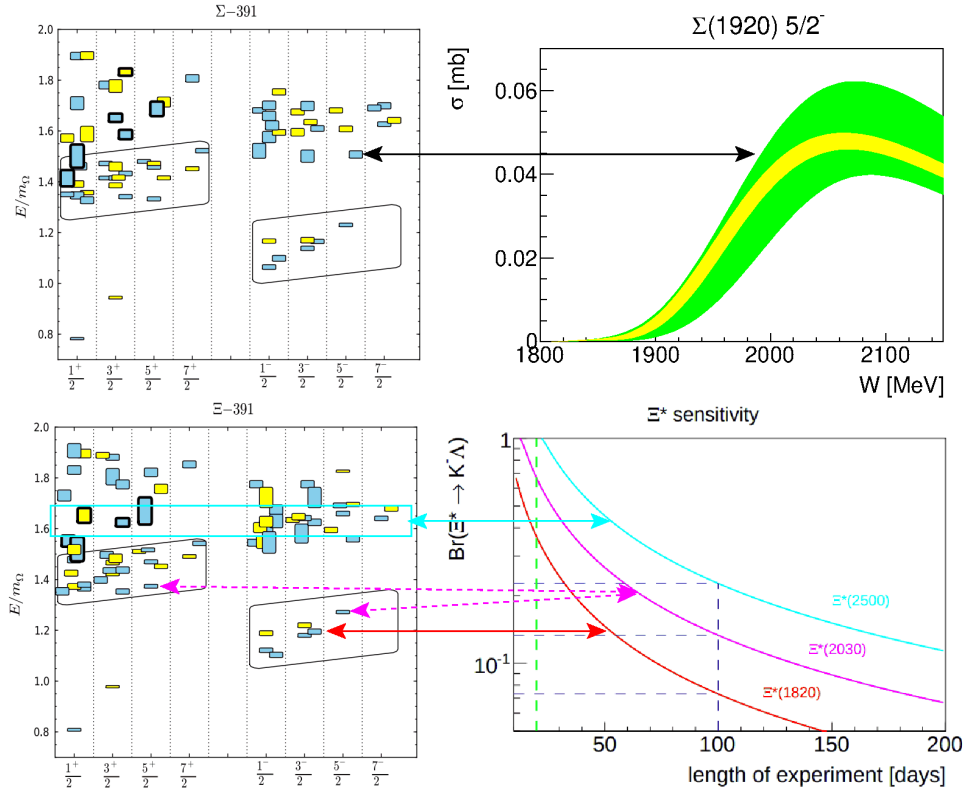 Σ−391
E/m_Ω
2.0
1.8
1.6
1.4
1.2
1.0
0.8
1/2⁺ 3/2⁺ 5/2⁺ 7/2⁺ 1/2⁻ 3/2⁻ 5/2⁻ 7/2⁻
Σ(1920) 5/2⁻
σ [mb]
0.06
0.04
0.02
0
1800 1900 2000 2100
W [MeV]
Ξ−391
E/m_Ω
2.0
1.8
1.6
1.4
1.2
1.0
0.8
1/2⁺ 3/2⁺ 5/2⁺ 7/2⁺ 1/2⁻ 3/2⁻ 5/2⁻ 7/2⁻
Ξ* sensitivity
Br(Ξ* → K⁻Λ)
1
10⁻¹
Ξ*(2500)
Ξ*(2030)
Ξ*(1820)
50 100 150 200
length of experiment [days]